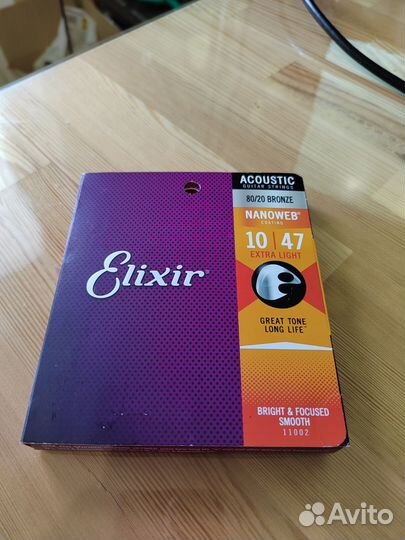 ACOUSTIC
GUITAR STRINGS
80/20 BRONZE
NANOWEB®
COATING
10 | 47
EXTRA LIGHT
Elixir®
GREAT TONE
LONG LIFE™
BRIGHT & FOCUSED
SMOOTH
11002
Avito